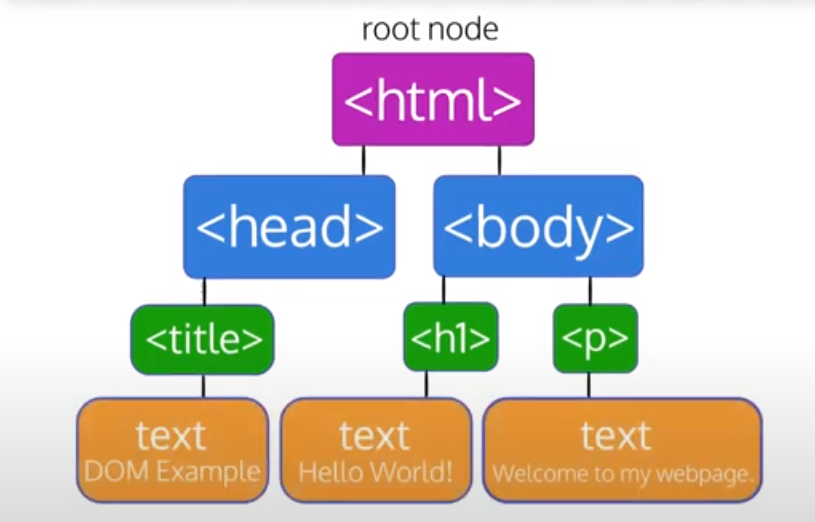 root node
<html>
<head> <body>
<title> <h1> <p>
text text text
DOM Example Hello World! Welcome to my webpage.